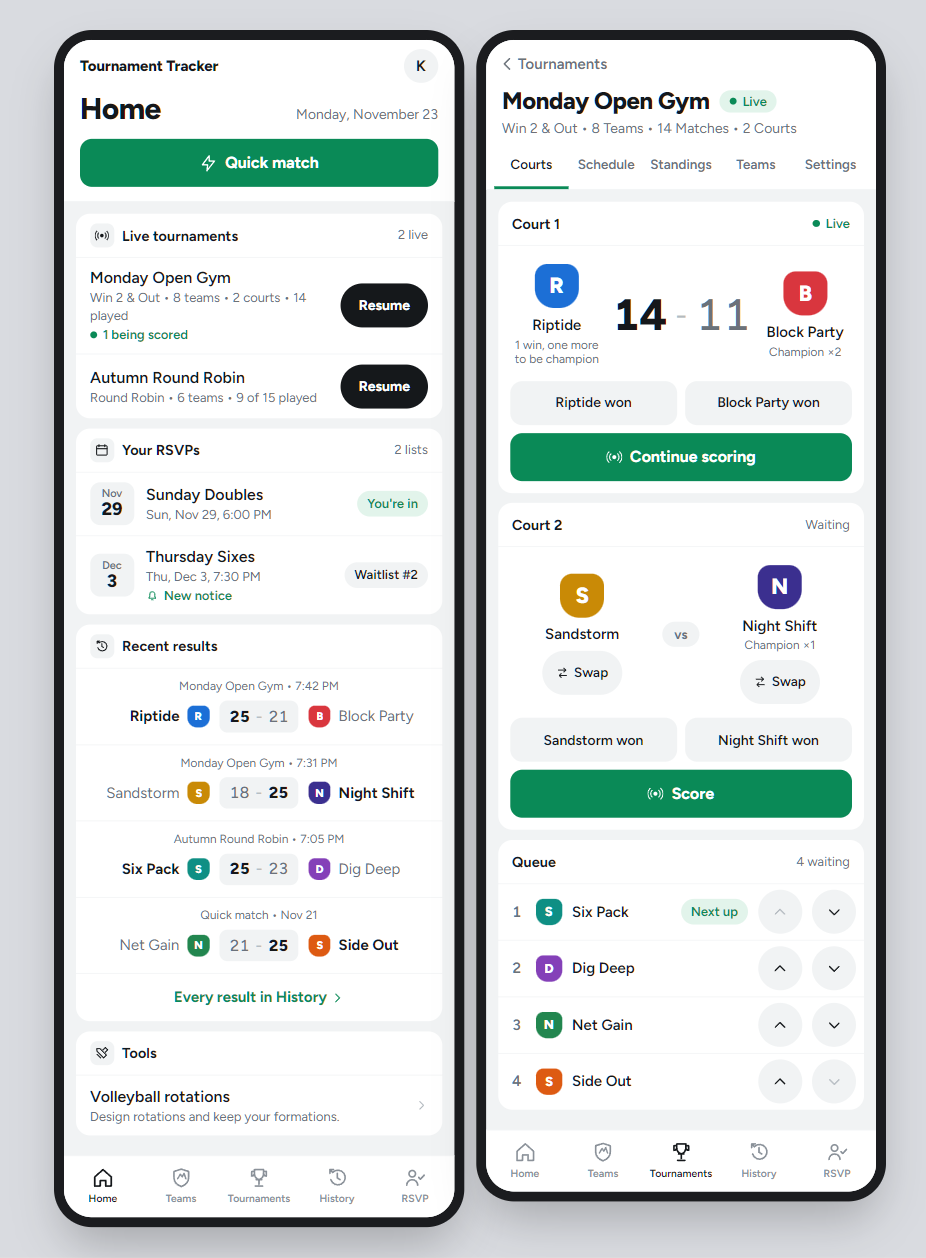 Tournament Tracker
K
Home
Monday, November 23
Quick match
Live tournaments
2 live
Monday Open Gym
Win 2 & Out • 8 teams • 2 courts • 14
played
1 being scored
Resume
Autumn Round Robin
Round Robin • 6 teams • 9 of 15 played
Resume
Your RSVPs
2 lists
Nov
29
Sunday Doubles
Sun, Nov 29, 6:00 PM
You're in
Dec
3
Thursday Sixes
Thu, Dec 3, 7:30 PM
New notice
Waitlist #2
Recent results
Monday Open Gym • 7:42 PM
Riptide R 25 - 21 B Block Party
Monday Open Gym • 7:31 PM
Sandstorm S 18 - 25 N Night Shift
Autumn Round Robin • 7:05 PM
Six Pack S 25 - 23 D Dig Deep
Quick match • Nov 21
Net Gain N 21 - 25 S Side Out
Every result in History
Tools
Volleyball rotations
Design rotations and keep your formations.
Home
Teams
Tournaments
History
RSVP
Tournaments
Monday Open Gym
Live
Win 2 & Out • 8 Teams • 14 Matches • 2 Courts
Courts
Schedule
Standings
Teams
Settings
Court 1
Live
R
Riptide
1 win, one more
to be champion
14 - 11
B
Block Party
Champion ×2
Riptide won
Block Party won
Continue scoring
Court 2
Waiting
S
Sandstorm
Swap
vs
N
Night Shift
Champion ×1
Swap
Sandstorm won
Night Shift won
Score
Queue
4 waiting
1 S Six Pack Next up
2 D Dig Deep
3 N Net Gain
4 S Side Out
Home
Teams
Tournaments
History
RSVP